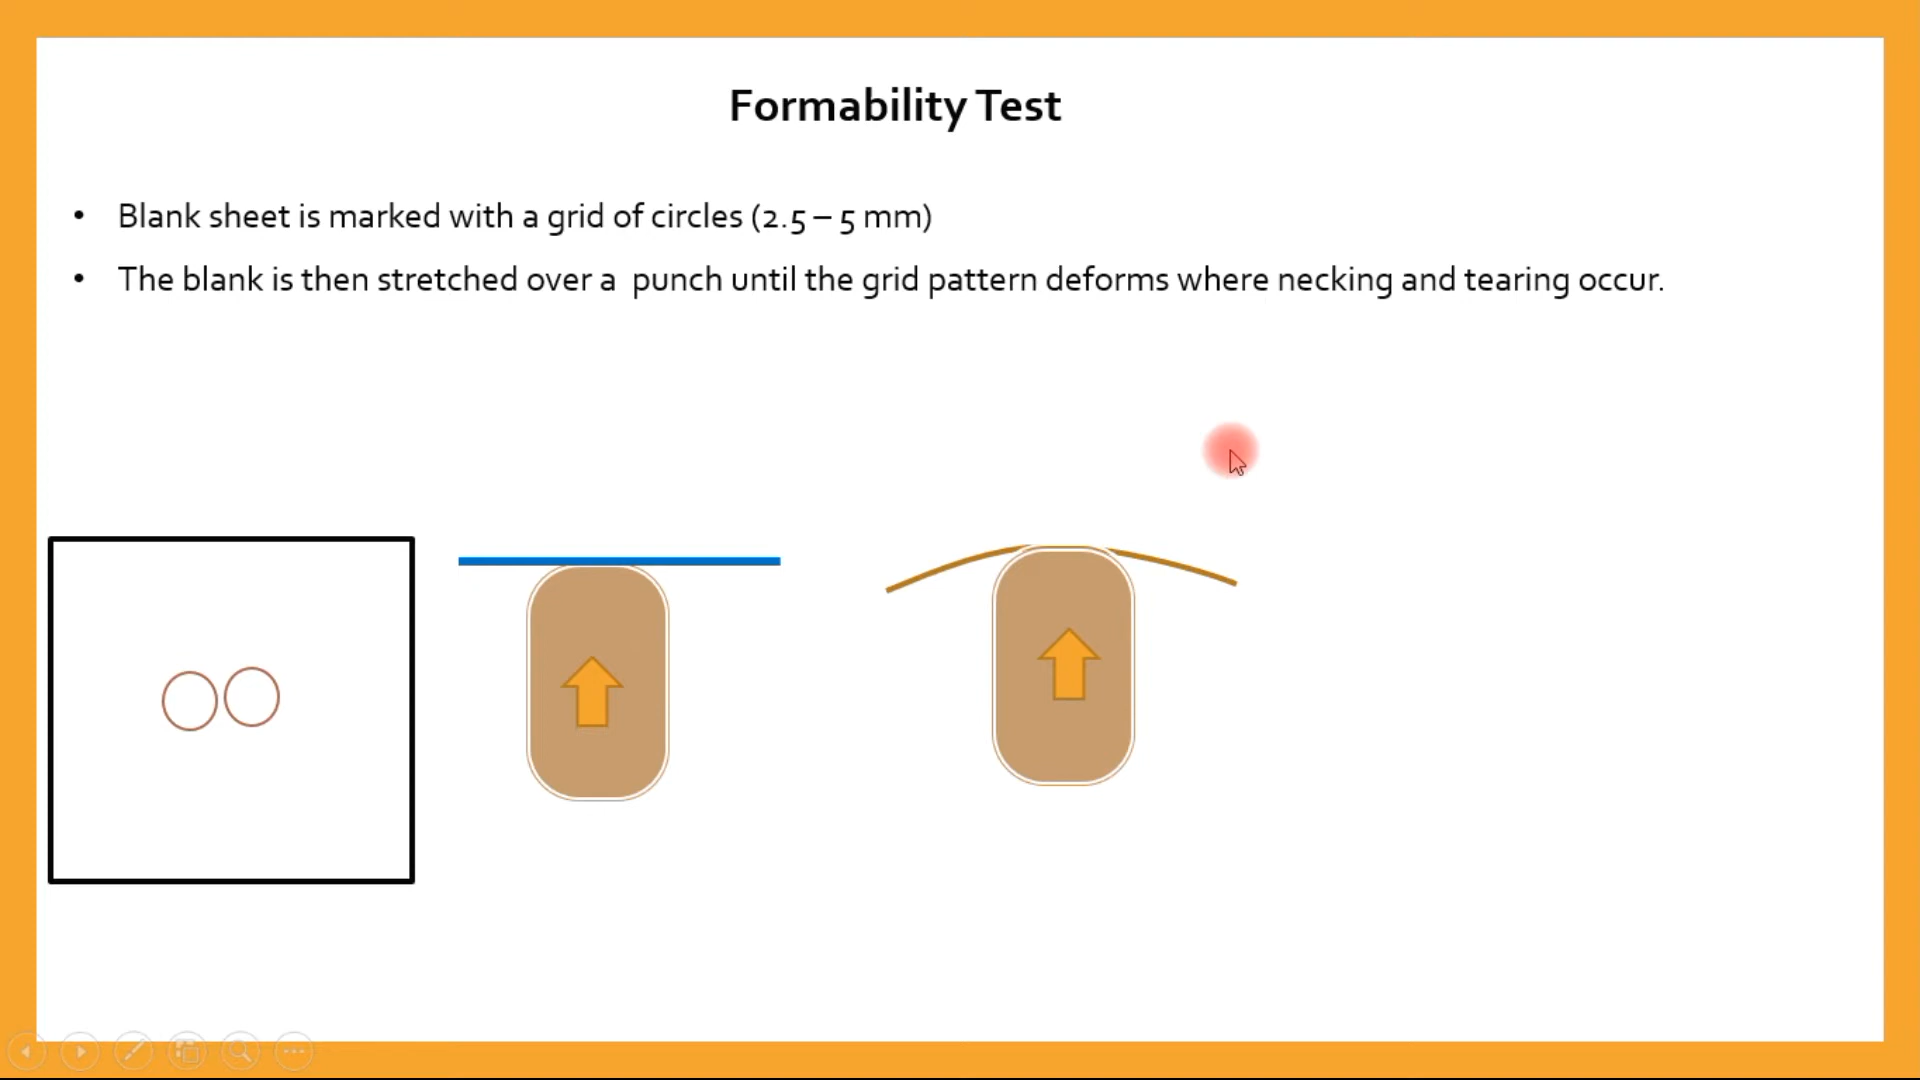 Formability Test
• Blank sheet is marked with a grid of circles (2.5 – 5 mm)
• The blank is then stretched over a  punch until the grid pattern deforms where necking and tearing occur.